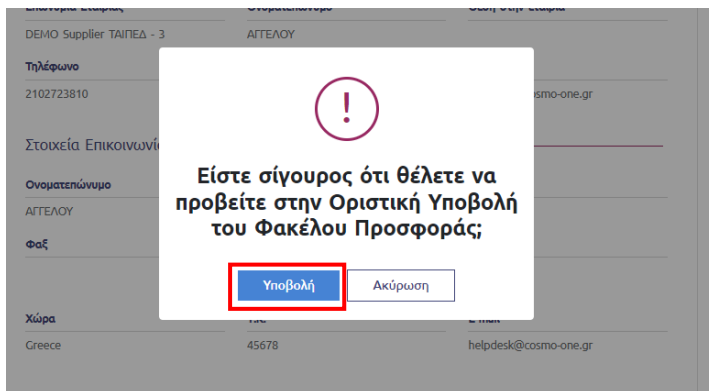 Επωνυμία Εταιρίας Ονοματεπώνυμο Θέση στην εταιρία
DEMO Supplier ΤΑΙΠΕΔ - 3 ΑΓΓΕΛΟΥ
Τηλέφωνο
2102723810 osmo-one.gr
!
Στοιχεία Επικοινωνί
Είστε σίγουρος ότι θέλετε να
προβείτε στην Οριστική Υποβολή
του Φακέλου Προσφοράς;
Ονοματεπώνυμο
ΑΓΓΕΛΟΥ
Φαξ
Υποβολή Ακύρωση
Χώρα Τ.Κ E-mail
Greece 45678 helpdesk@cosmo-one.gr